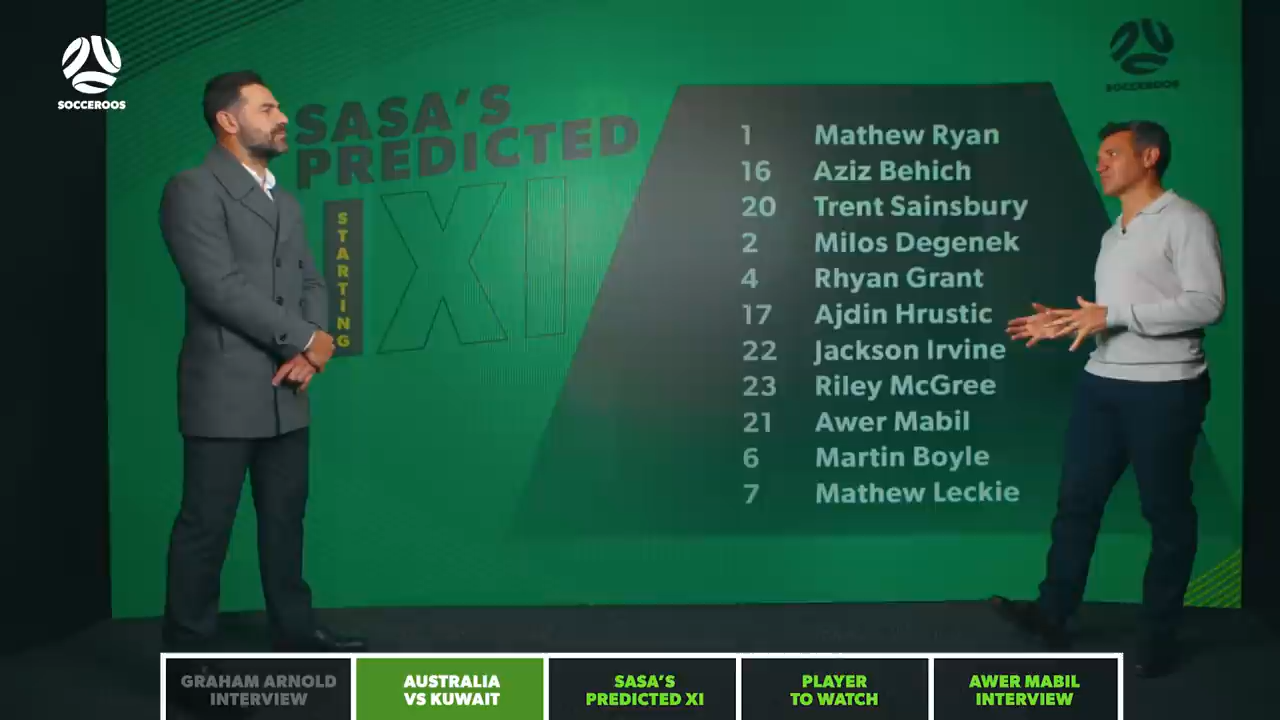 SOCCEROOS
SOCCEROOS
SASA'S
PREDICTED
STARTING
XI
1 Mathew Ryan
16 Aziz Behich
20 Trent Sainsbury
2 Milos Degenek
4 Rhyan Grant
17 Ajdin Hrustic
22 Jackson Irvine
23 Riley McGree
21 Awer Mabil
6 Martin Boyle
7 Mathew Leckie
GRAHAM ARNOLD
INTERVIEW
AUSTRALIA
VS KUWAIT
SASA'S
PREDICTED XI
PLAYER
TO WATCH
AWER MABIL
INTERVIEW